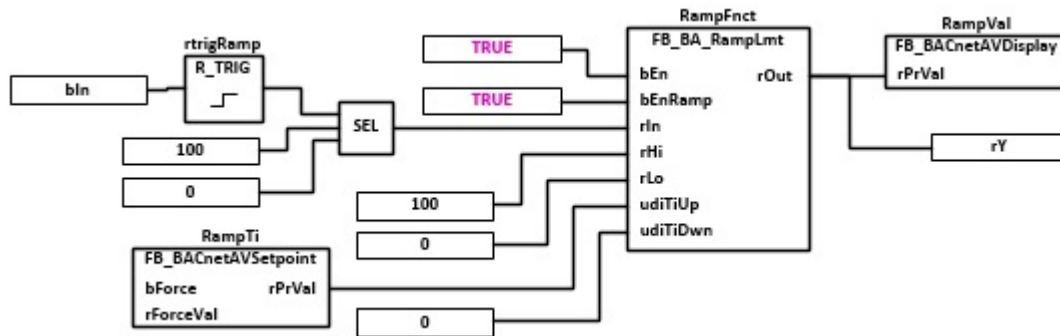 RampFnct
RampVal
rtrigRamp
TRUE
FB_BA_RampLmt
FB_BACnetAVDisplay
R_TRIG
bEn
rOut
rPrVal
bIn
TRUE
bEnRamp
SEL
rIn
100
rHi
rY
0
rLo
100
udiTiUp
RampTi
0
udiTiDwn
FB_BACnetAVSetpoint
bForce
rPrVal
rForceVal
0